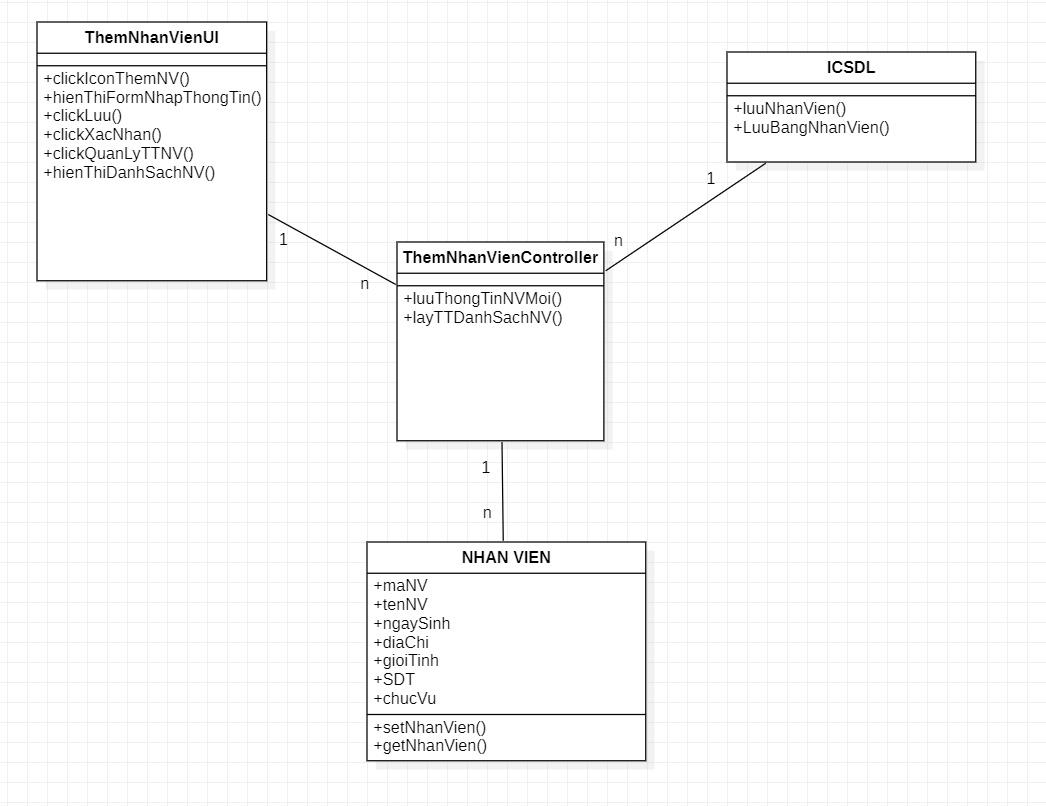 ThemNhanVienUI
+clickIconThemNV()
+hienThiFormNhapThongTin()
+clickLuu()
+clickXacNhan()
+clickQuanLyTTNV()
+hienThiDanhSachNV()
ICSDL
+luuNhanVien()
+LuuBangNhanVien()
1
n
1
n
ThemNhanVienController
+luuThongTinNVMoi()
+layTTDanhSachNV()
1
n
NHAN VIEN
+maNV
+tenNV
+ngaySinh
+diaChi
+gioiTinh
+SDT
+chucVu
+setNhanVien()
+getNhanVien()